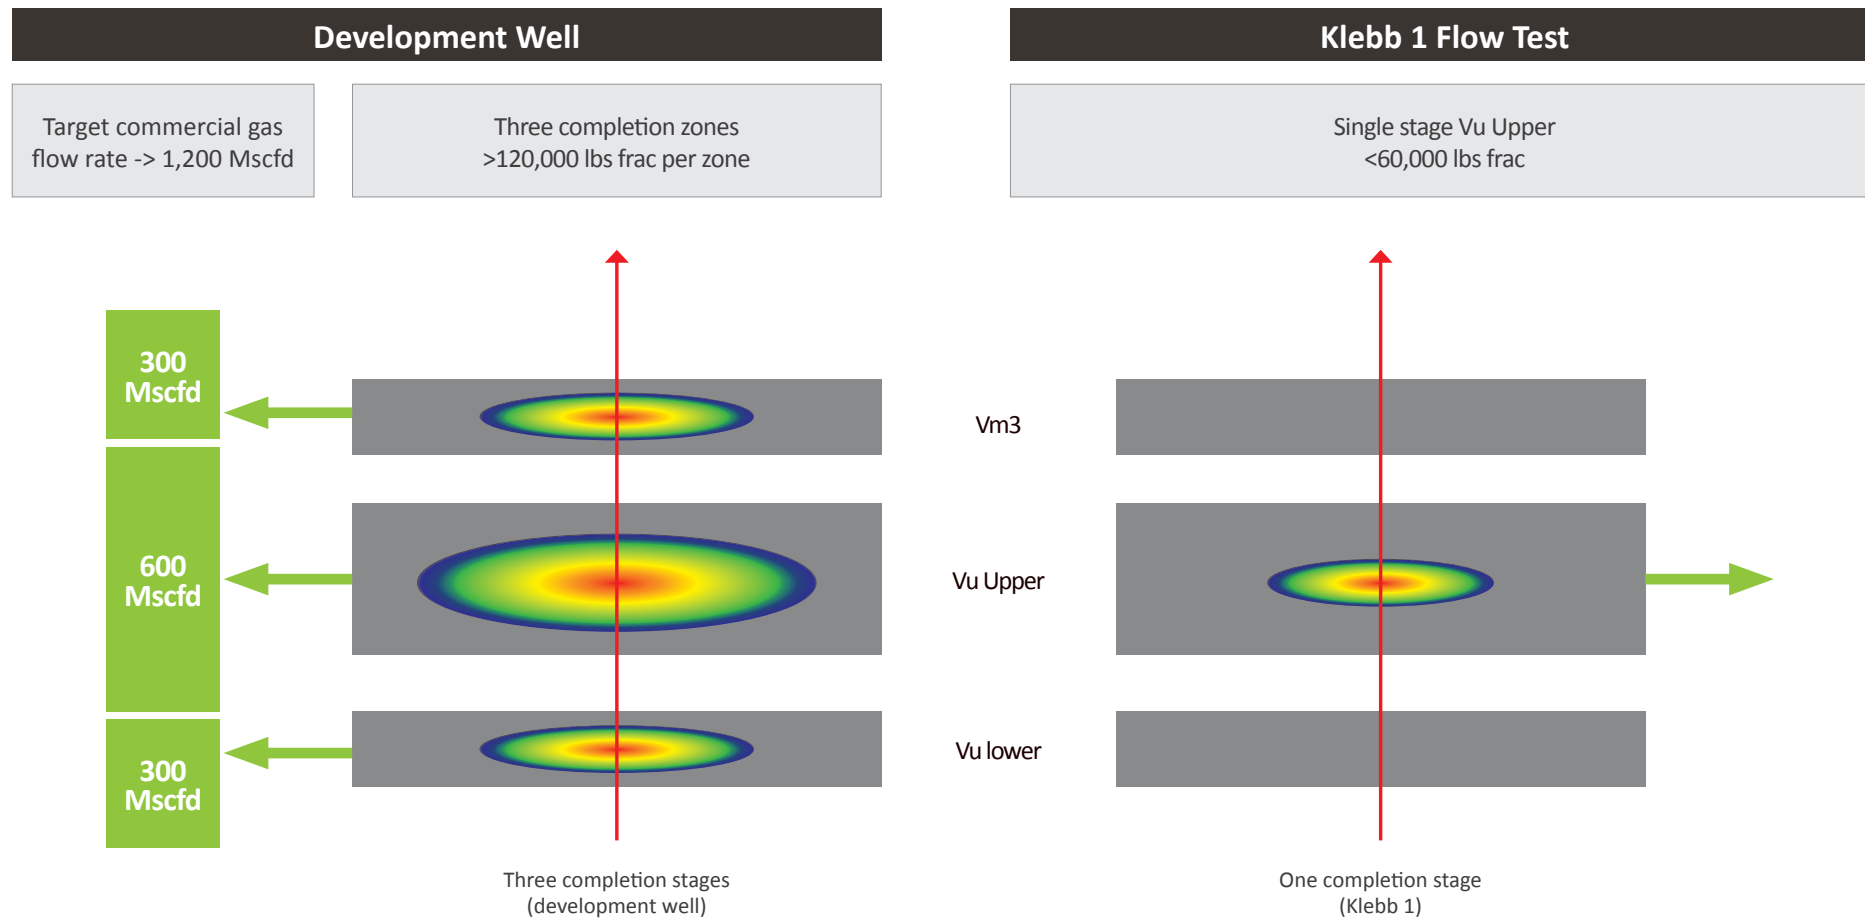 Development Well
Klebb 1 Flow Test
Target commercial gas
flow rate -> 1,200 Mscfd
Three completion zones
>120,000 lbs frac per zone
Single stage Vu Upper
<60,000 lbs frac
300
Mscfd
Vm3
600
Mscfd
Vu Upper
300
Mscfd
Vu lower
Three completion stages
(development well)
One completion stage
(Klebb 1)